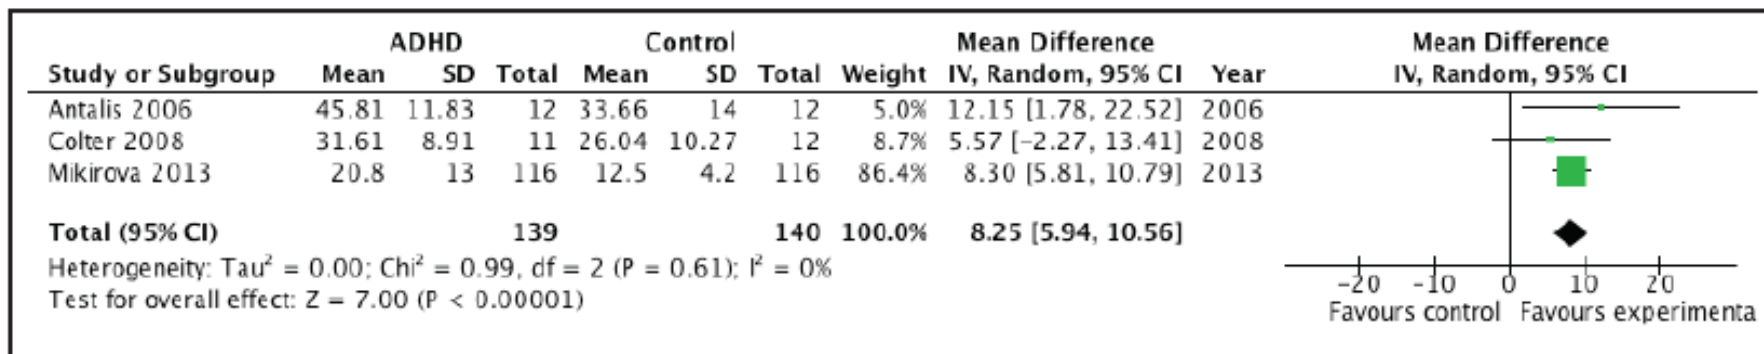 ADHD Control Mean Difference Mean Difference
Study or Subgroup Mean SD Total Mean SD Total Weight IV, Random, 95% CI Year IV, Random, 95% CI
Antalis 2006 45.81 11.83 12 33.66 14 12 5.0% 12.15 [1.78, 22.52] 2006
Colter 2008 31.61 8.91 11 26.04 10.27 12 8.7% 5.57 [-2.27, 13.41] 2008
Mikirova 2013 20.8 13 116 12.5 4.2 116 86.4% 8.30 [5.81, 10.79] 2013
Total (95% CI) 139 140 100.0% 8.25 [5.94, 10.56]
Heterogeneity: Tau² = 0.00; Chi² = 0.99, df = 2 (P = 0.61); I² = 0%
Test for overall effect: Z = 7.00 (P < 0.00001)
-20 -10 0 10 20
Favours control Favours experimenta